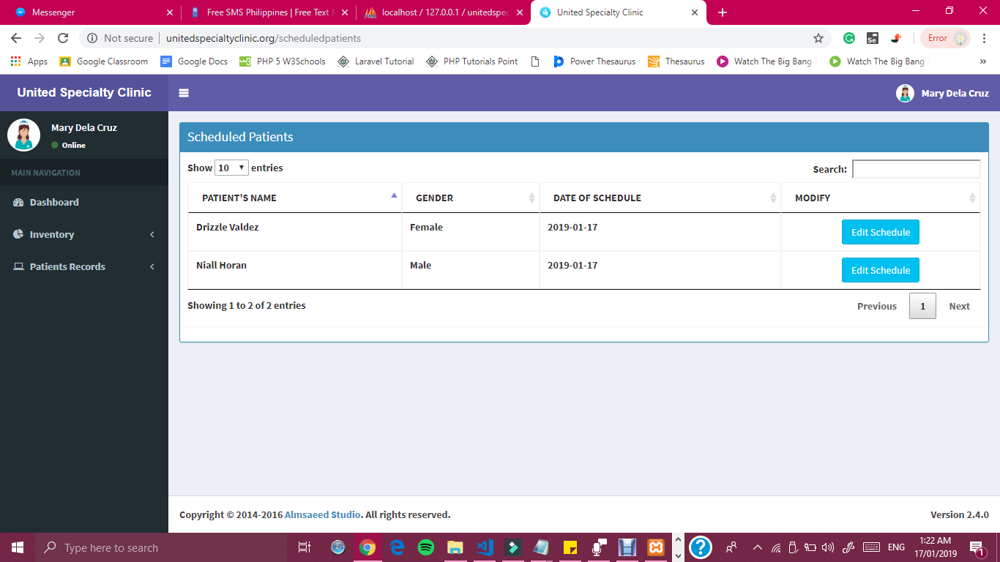 Messenger
Free SMS Philippines | Free Text
localhost / 127.0.0.1 / unitedspec
United Specialty Clinic
Not secure
unitedspecialtyclinic.org/scheduledpatients
Se
Error
Apps
Google Classroom
Google Docs
PHP 5 W3Schools
Laravel Tutorial
PHP Tutorials Point
Power Thesaurus
Thesaurus
Watch The Big Bang
Watch The Big Bang
United Specialty Clinic
Mary Dela Cruz
Mary Dela Cruz
Online
MAIN NAVIGATION
Dashboard
Inventory
Patients Records
Scheduled Patients
Show 10 entries
Search:
PATIENT'S NAME GENDER DATE OF SCHEDULE MODIFY
Drizzle Valdez Female 2019-01-17 Edit Schedule
Niall Horan Male 2019-01-17 Edit Schedule
Showing 1 to 2 of 2 entries
Previous 1 Next
Copyright © 2014-2016 Almsaeed Studio. All rights reserved.
Version 2.4.0
Type here to search
ENG
1:22 AM
17/01/2019
1